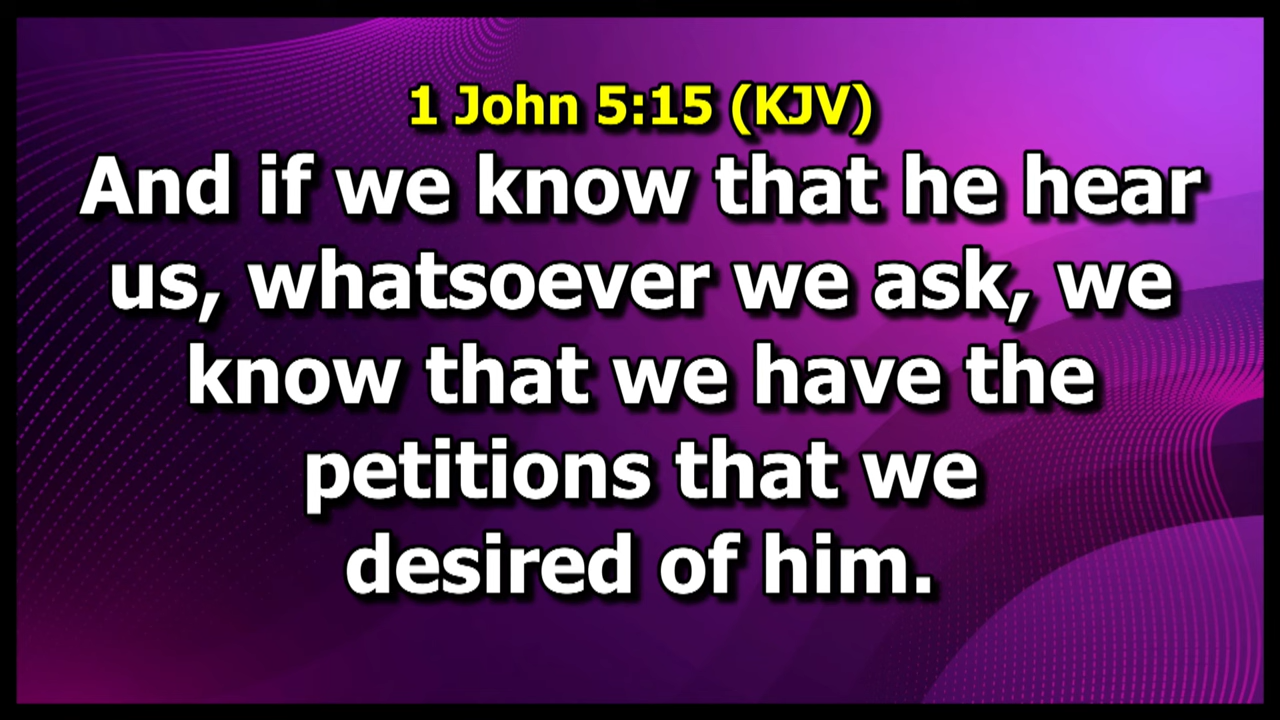 1 John 5:15 (KJV)
And if we know that he hear
us, whatsoever we ask, we
know that we have the
petitions that we
desired of him.